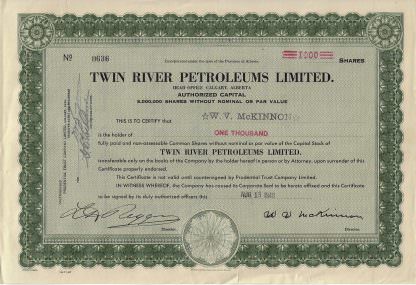 Incorporated under the laws of the Province of Alberta
Nº 0636
1000 SHARES
TWIN RIVER PETROLEUMS LIMITED.
HEAD OFFICE CALGARY, ALBERTA
AUTHORIZED CAPITAL
SHARES WITHOUT NOMINAL OR PAR VALUE
THIS IS TO CERTIFY that W. V. McKINNON
is the holder of ONE THOUSAND
fully paid and non-assessable Common Shares without nominal or par value of the Capital Stock of
TWIN RIVER PETROLEUMS LIMITED.
transferable only on the books of the Company by the holder hereof in person or by Attorney, upon surrender of this
Certificate properly endorsed.
This Certificate is not valid until countersigned by Prudential Trust Company Limited.
IN WITNESS WHEREOF, the Company has caused its Corporate Seal to be hereto affixed and this Certificate
to be signed by its duly authorized officers this
W V McKinnon
Director. Director.